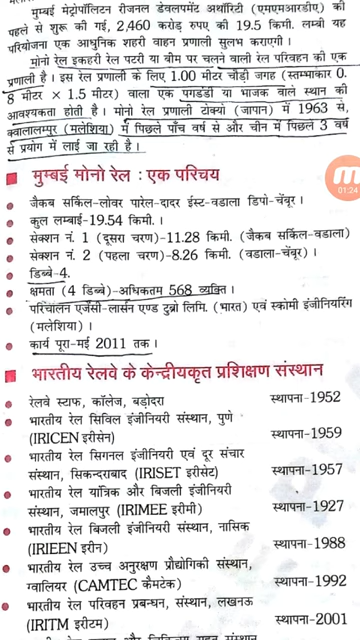 मुम्बई मेट्रोपॉलिटन रीजनल डेवलपमेंट अथॉरिटी (एमएमआरडीए) की
पहले से शुरू की गई, 2,460 करोड़ रुपए की 19.5 किमी. लम्बी यह
परियोजना एक आधुनिक शहरी वाहन प्रणाली सुलभ कराएगी।
मोनो रेल इकहरी रेल पटरी या बीम पर चलने वाली रेल परिवहन की एक
प्रणाली है। इस रेल प्रणाली के लिए 1.00 मीटर चौड़ी जगह (स्तम्भाकार 0.
8 मीटर × 1.5 मीटर) वाला एक पगडंडी या भाजक वाले स्थान की
आवश्यकता होती है। मोनो रेल प्रणाली टोक्यो (जापान) में 1963 से,
क्वालालम्पुर (मलेशिया) में पिछले पाँच वर्ष से और चीन में पिछले 3 वर्ष
से प्रयोग में लाई जा रही है।
मुम्बई मोनो रेल : एक परिचय
जैकब सर्किल-लोवर पारेल-दादर ईस्ट-वडाला डिपो-चेंबूर।
कुल लम्बाई-19.54 किमी.।
सेक्शन नं. 1 (दूसरा चरण)-11.28 किमी. (जैकब सर्किल-वडाला)
सेक्शन नं. 2 (पहला चरण)-8.26 किमी. (वडाला-चेंबूर)।
डिब्बे-4.
क्षमता (4 डिब्बे)-अधिकतम 568 व्यक्ति।
परिचालन एजेंसी-लार्सन एण्ड टुब्रो लिमि. (भारत) एवं स्कोमी इंजीनियरिंग
(मलेशिया)।
कार्य पूरा-मई 2011 तक।
भारतीय रेलवे के केन्द्रीयकृत प्रशिक्षण संस्थान
रेलवे स्टाफ, कॉलेज, बड़ोदरा स्थापना-1952
भारतीय रेल सिविल इंजीनियरी संस्थान, पुणे
(IRICEN इरीसेन) स्थापना-1959
भारतीय रेल सिगनल इंजीनियरी एवं दूर संचार
संस्थान, सिकन्दराबाद (IRISET इरीसेट) स्थापना-1957
भारतीय रेल यांत्रिक और बिजली इंजीनियरी
संस्थान, जमालपुर (IRIMEE इरीमी) स्थापना-1927
भारतीय रेल बिजली इंजीनियरी संस्थान, नासिक
(IRIEEN इरीन) स्थापना-1988
भारतीय रेल उच्च अनुरक्षण प्रौद्योगिकी संस्थान,
ग्वालियर (CAMTEC कैमटेक) स्थापना-1992
भारतीय रेल परिवहन प्रबन्धन, संस्थान, लखनऊ
(IRITM इरीटम) स्थापना-2001
01:24